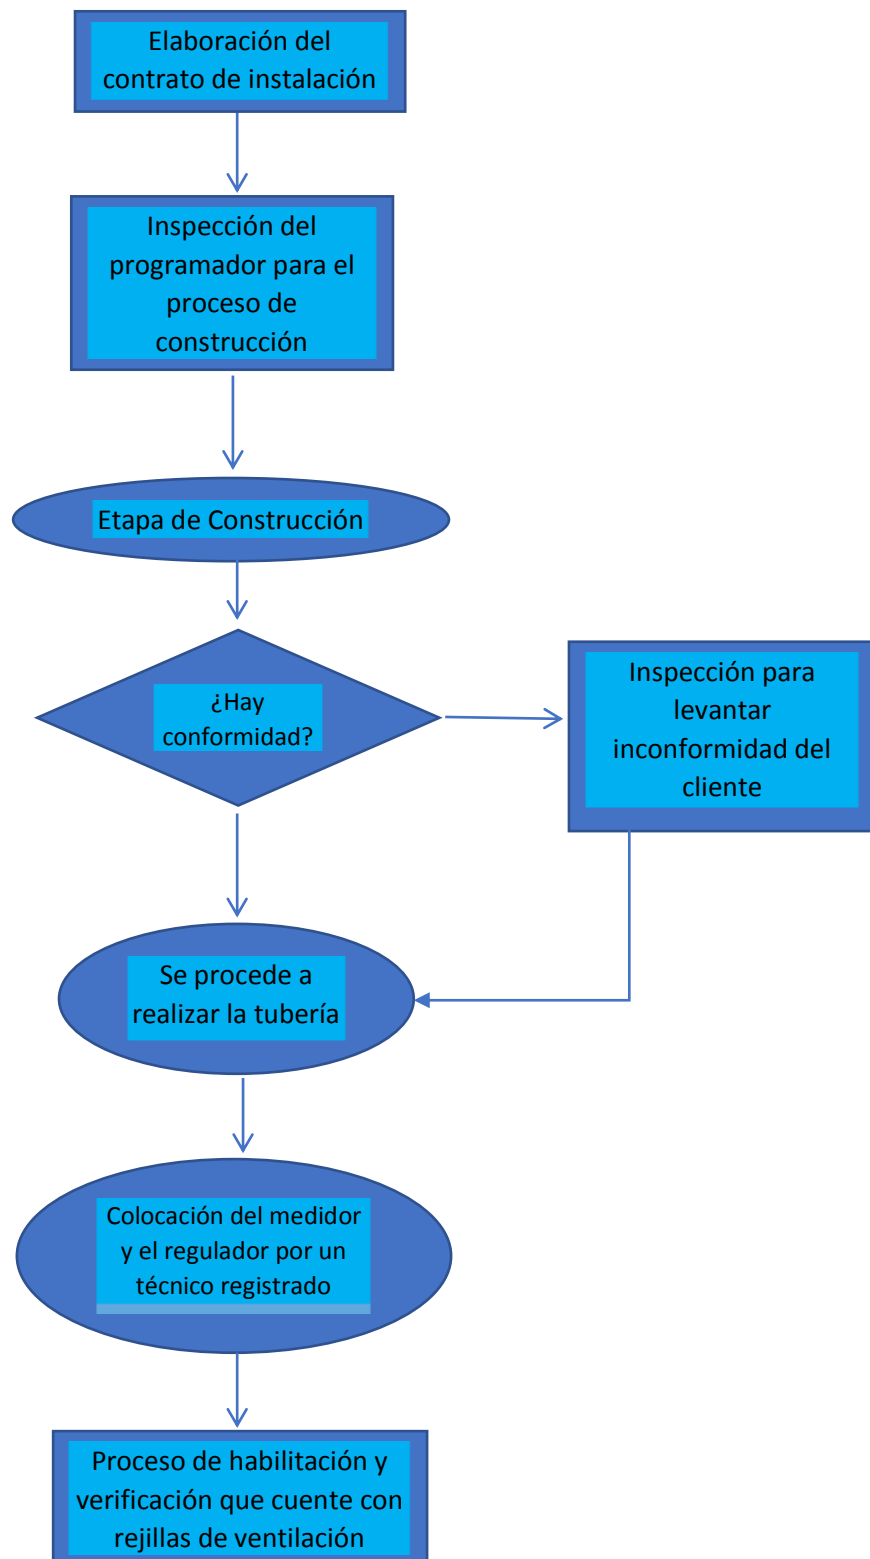 Elaboración del
contrato de instalación
Inspección del
programador para el
proceso de
construcción
Etapa de Construcción
¿Hay
conformidad?
Inspección para
levantar
inconformidad del
cliente
Se procede a
realizar la tubería
Colocación del medidor
y el regulador por un
técnico registrado
Proceso de habilitación y
verificación que cuente con
rejillas de ventilación